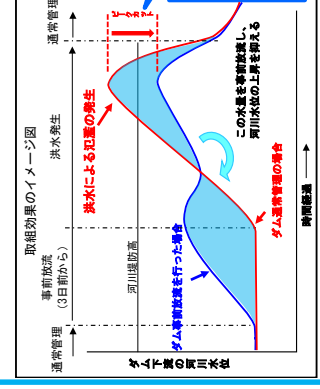 取組効果のイメージ図
通常管理
事前放流
(3日前から)
洪水発生
通常管理
ピークカット
河川堤防高
洪水による氾濫の発生
ダム事前放流を行った場合
ダム通常管理の場合
この水量を事前放流し、
河川水位の上昇を抑える
ダム下流の河川水位
時間経過